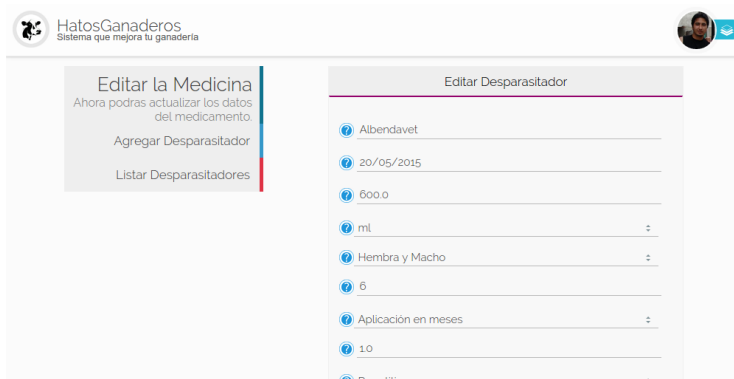 HatosGanaderos
Sistema que mejora tu ganadería
Editar la Medicina
Ahora podras actualizar los datos
del medicamento.
Agregar Desparasitador
Listar Desparasitadores
Editar Desparasitador
? Albendavet
? 20/05/2015
? 600.0
? ml
? Hembra y Macho
? 6
? Aplicación en meses
? 1.0